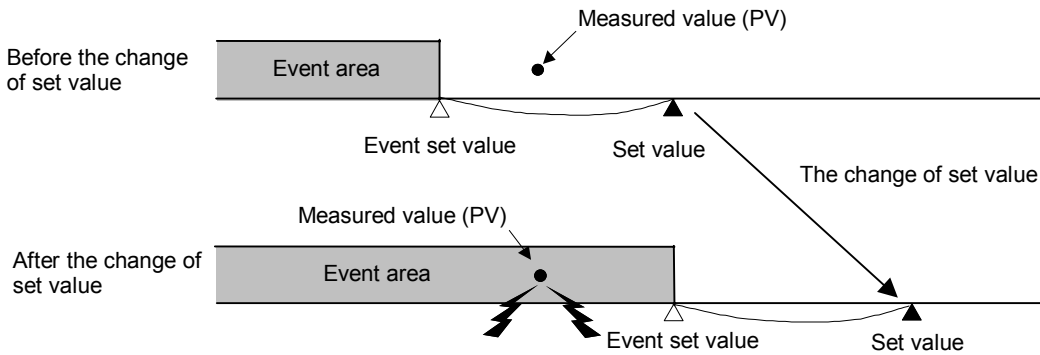 Measured value (PV)
Before the change
of set value
Event area
Event set value
Set value
The change of set value
Measured value (PV)
After the change of
set value
Event area
Event set value
Set value